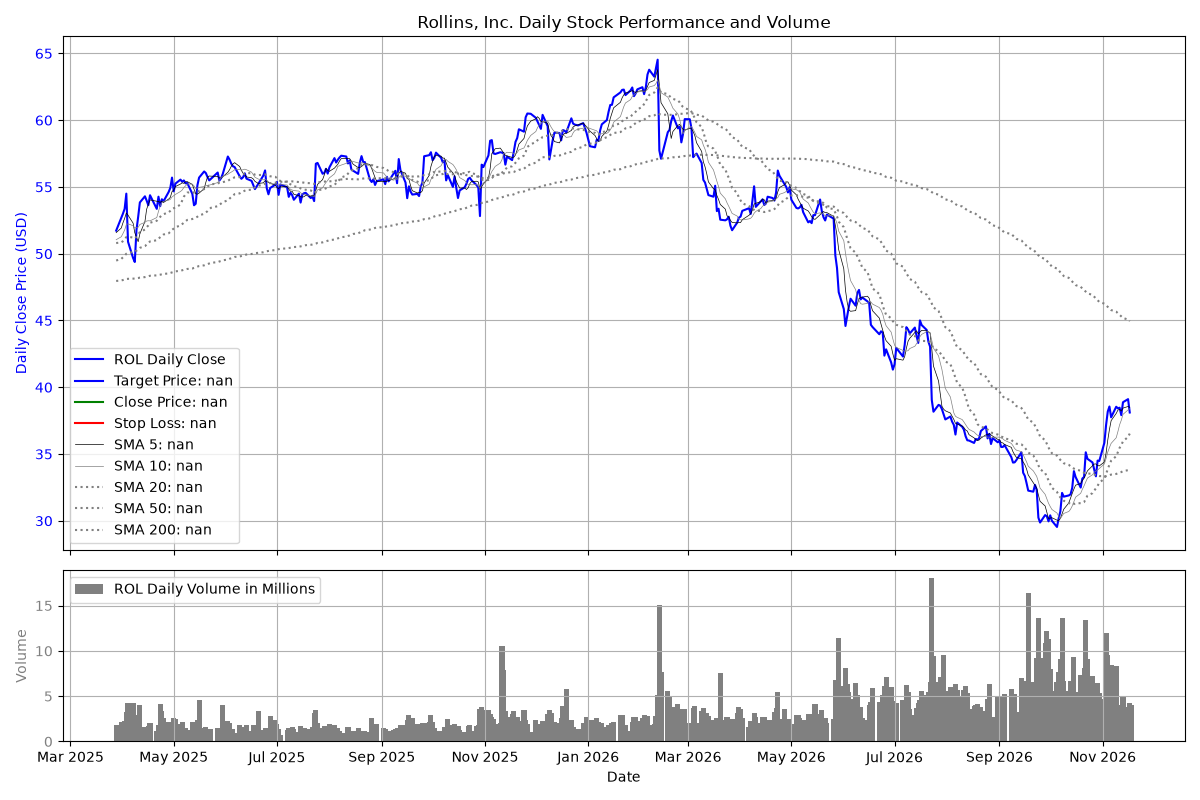 Rollins, Inc. Daily Stock Performance and Volume
Daily Close Price (USD)
65
60
55
50
45
40
35
30
ROL Daily Close
Target Price: nan
Close Price: nan
Stop Loss: nan
SMA 5: nan
SMA 10: nan
SMA 20: nan
SMA 50: nan
SMA 200: nan
Volume
15
10
5
0
ROL Daily Volume in Millions
Mar 2025 May 2025 Jul 2025 Sep 2025 Nov 2025 Jan 2026 Mar 2026 May 2026 Jul 2026 Sep 2026 Nov 2026
Date